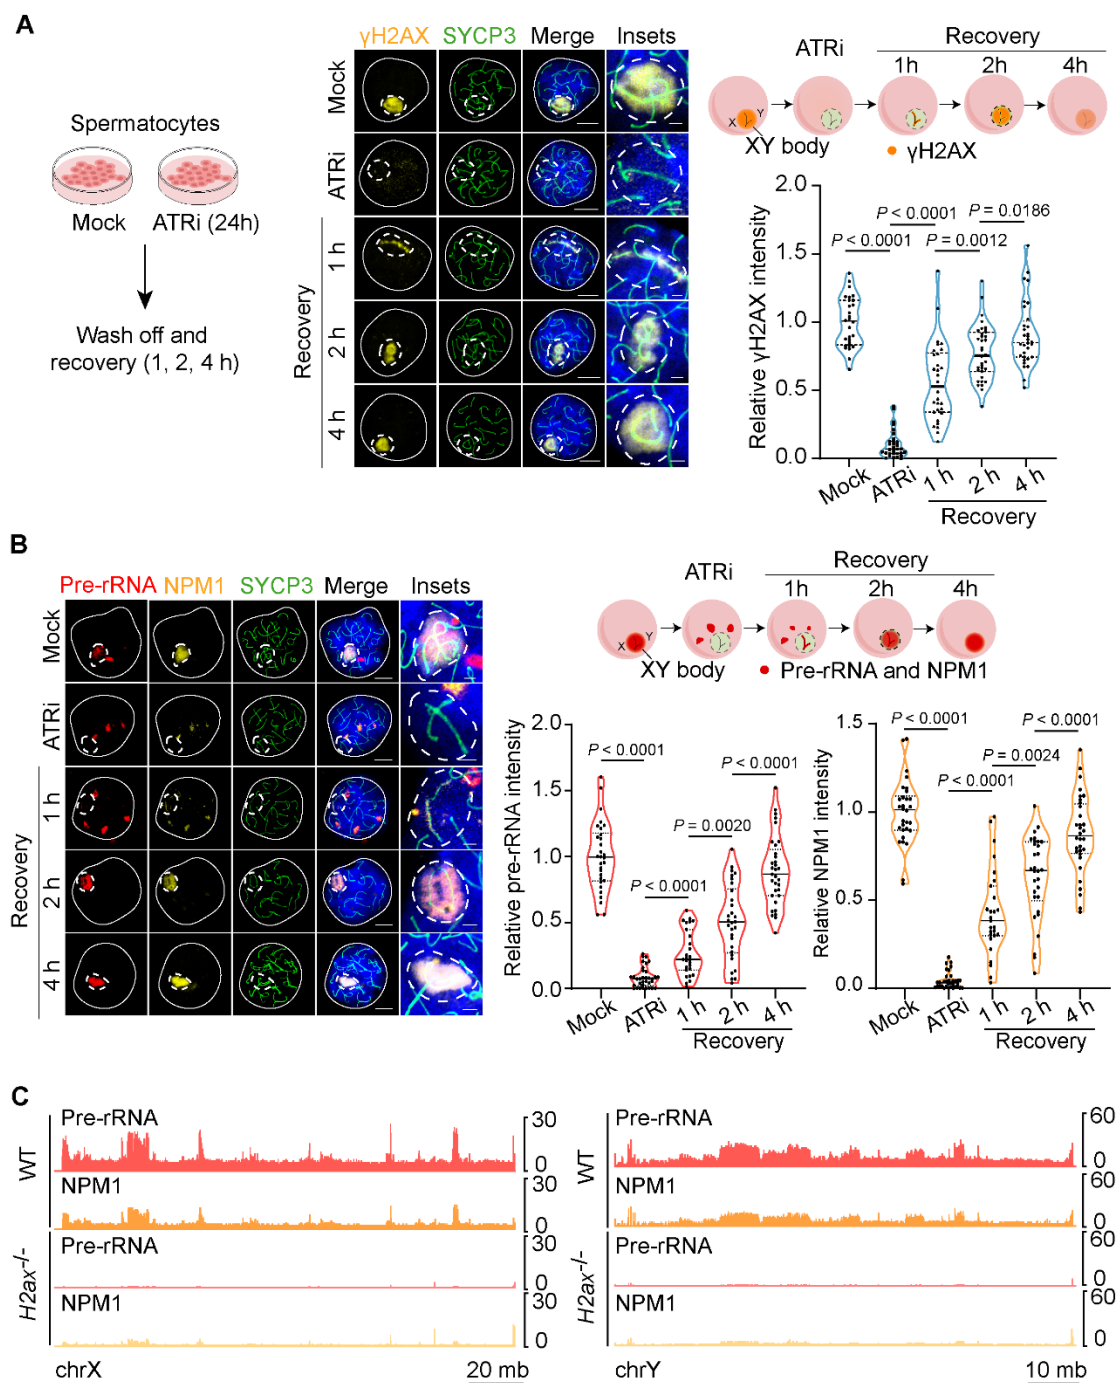 A
γH2AX SYCP3 Merge Insets
Mock
ATRi
Recovery
1 h
2 h
4 h
Spermatocytes
Mock ATRi (24h)
Wash off and
recovery (1, 2, 4 h)
ATRi
Recovery
1h 2h 4h
X Y
XY body
γH2AX
Relative γH2AX intensity
2.0
1.5
1.0
0.5
0.0
P < 0.0001
P < 0.0001
P = 0.0012
P = 0.0186
Mock ATRi 1 h 2 h 4 h
Recovery
B
Pre-rRNA NPM1 SYCP3 Merge Insets
Mock
ATRi
Recovery
1 h
2 h
4 h
ATRi
Recovery
1h 2h 4h
X Y
XY body
Pre-rRNA and NPM1
Relative pre-rRNA intensity
2.0
1.5
1.0
0.5
0.0
P < 0.0001
P < 0.0001
P = 0.0020
P < 0.0001
Mock ATRi 1 h 2 h 4 h
Recovery
Relative NPM1 intensity
1.5
1.0
0.5
0.0
P < 0.0001
P < 0.0001
P = 0.0024
P < 0.0001
Mock ATRi 1 h 2 h 4 h
Recovery
C
WT
Pre-rRNA
30
0
NPM1
30
0
H2ax-/-
Pre-rRNA
30
0
NPM1
30
0
chrX
20 mb
WT
Pre-rRNA
60
0
NPM1
60
0
H2ax-/-
Pre-rRNA
60
0
NPM1
60
0
chrY
10 mb